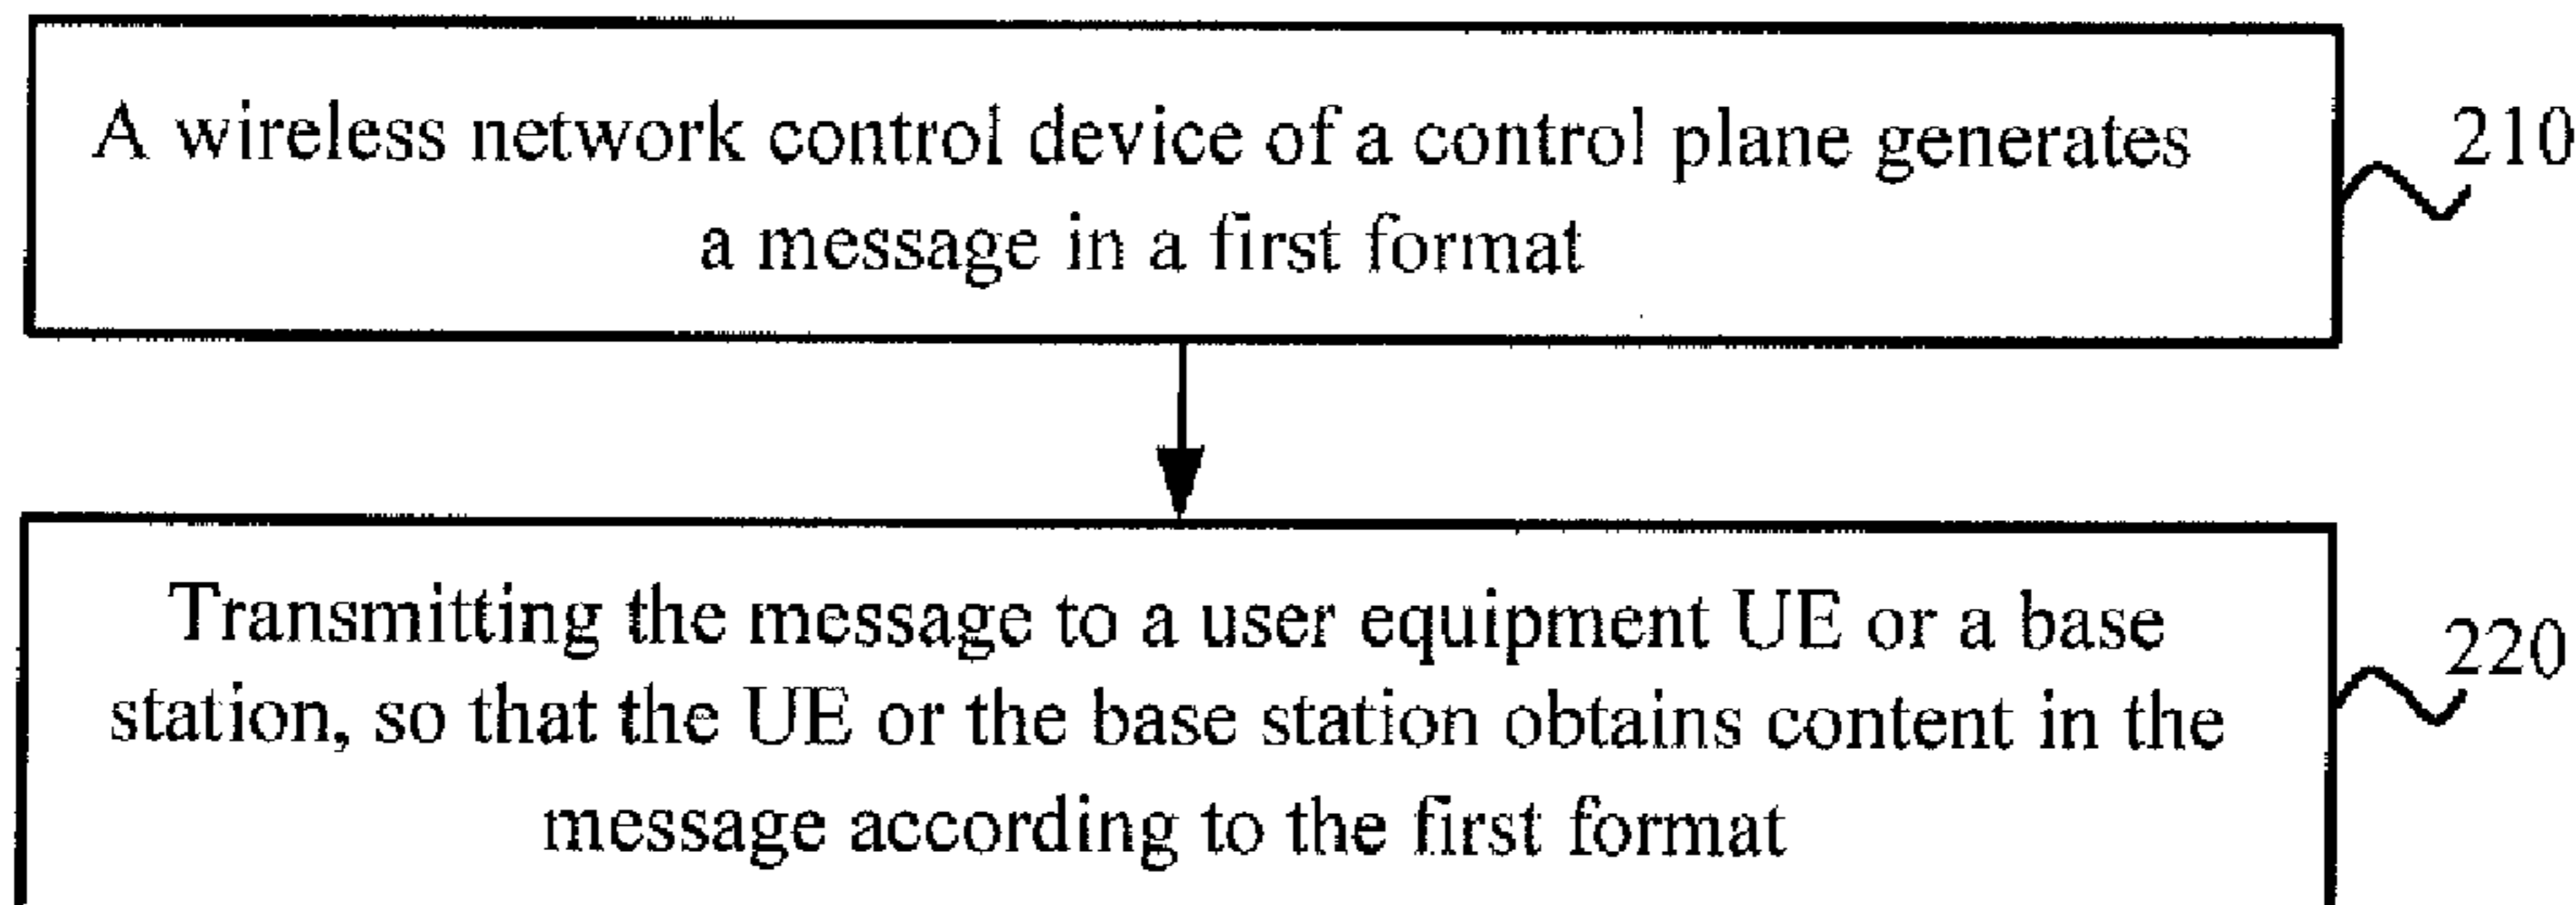 A wireless network control device of a control plane generates
a message in a first format
210
Transmitting the message to a user equipment UE or a base
station, so that the UE or the base station obtains content in the
message according to the first format
220